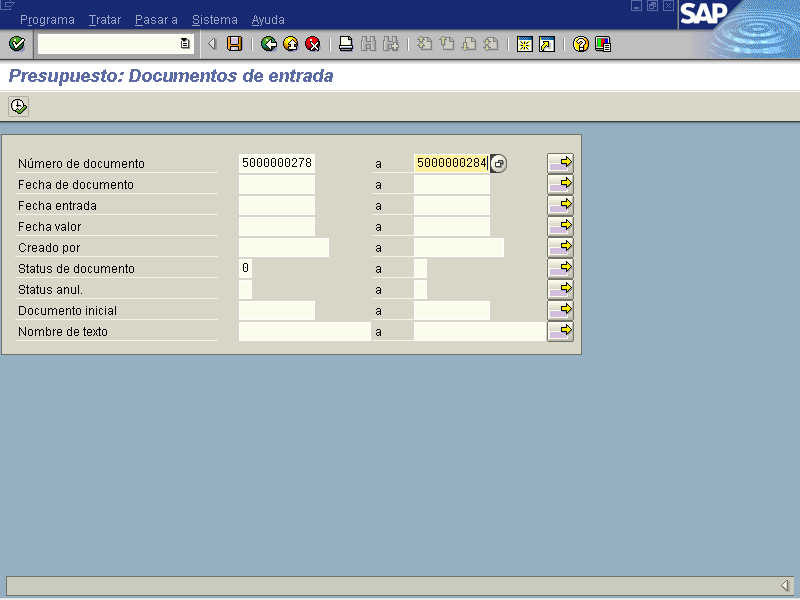 Programa Tratar Pasar a Sistema Ayuda
SAP
Presupuesto: Documentos de entrada
Número de documento 5000000278 a 5000000284
Fecha de documento a
Fecha entrada a
Fecha valor a
Creado por a
Status de documento 0 a
Status anul. a
Documento inicial a
Nombre de texto a